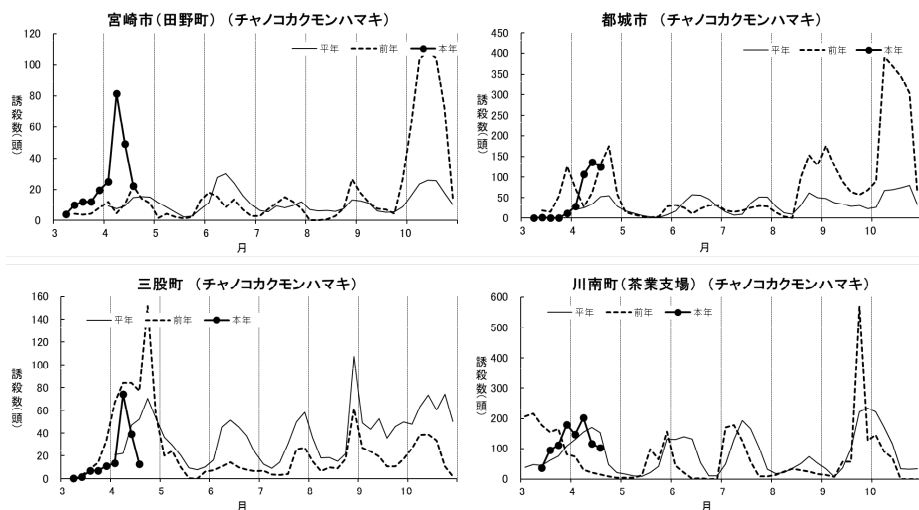 宮崎市(田野町) (チャノコカクモンハマキ)
平年 前年 本年
誘殺数(頭)
120
100
80
60
40
20
0
3 4 5 6 7 8 9 10
月
都城市 (チャノコカクモンハマキ)
平年 前年 本年
誘殺数(頭)
450
400
350
300
250
200
150
100
50
0
3 4 5 6 7 8 9 10
月
三股町 (チャノコカクモンハマキ)
平年 前年 本年
誘殺数(頭)
160
140
120
100
80
60
40
20
0
3 4 5 6 7 8 9 10
月
川南町(茶業支場) (チャノコカクモンハマキ)
平年 前年 本年
誘殺数(頭)
600
500
400
300
200
100
0
3 4 5 6 7 8 9 10
月